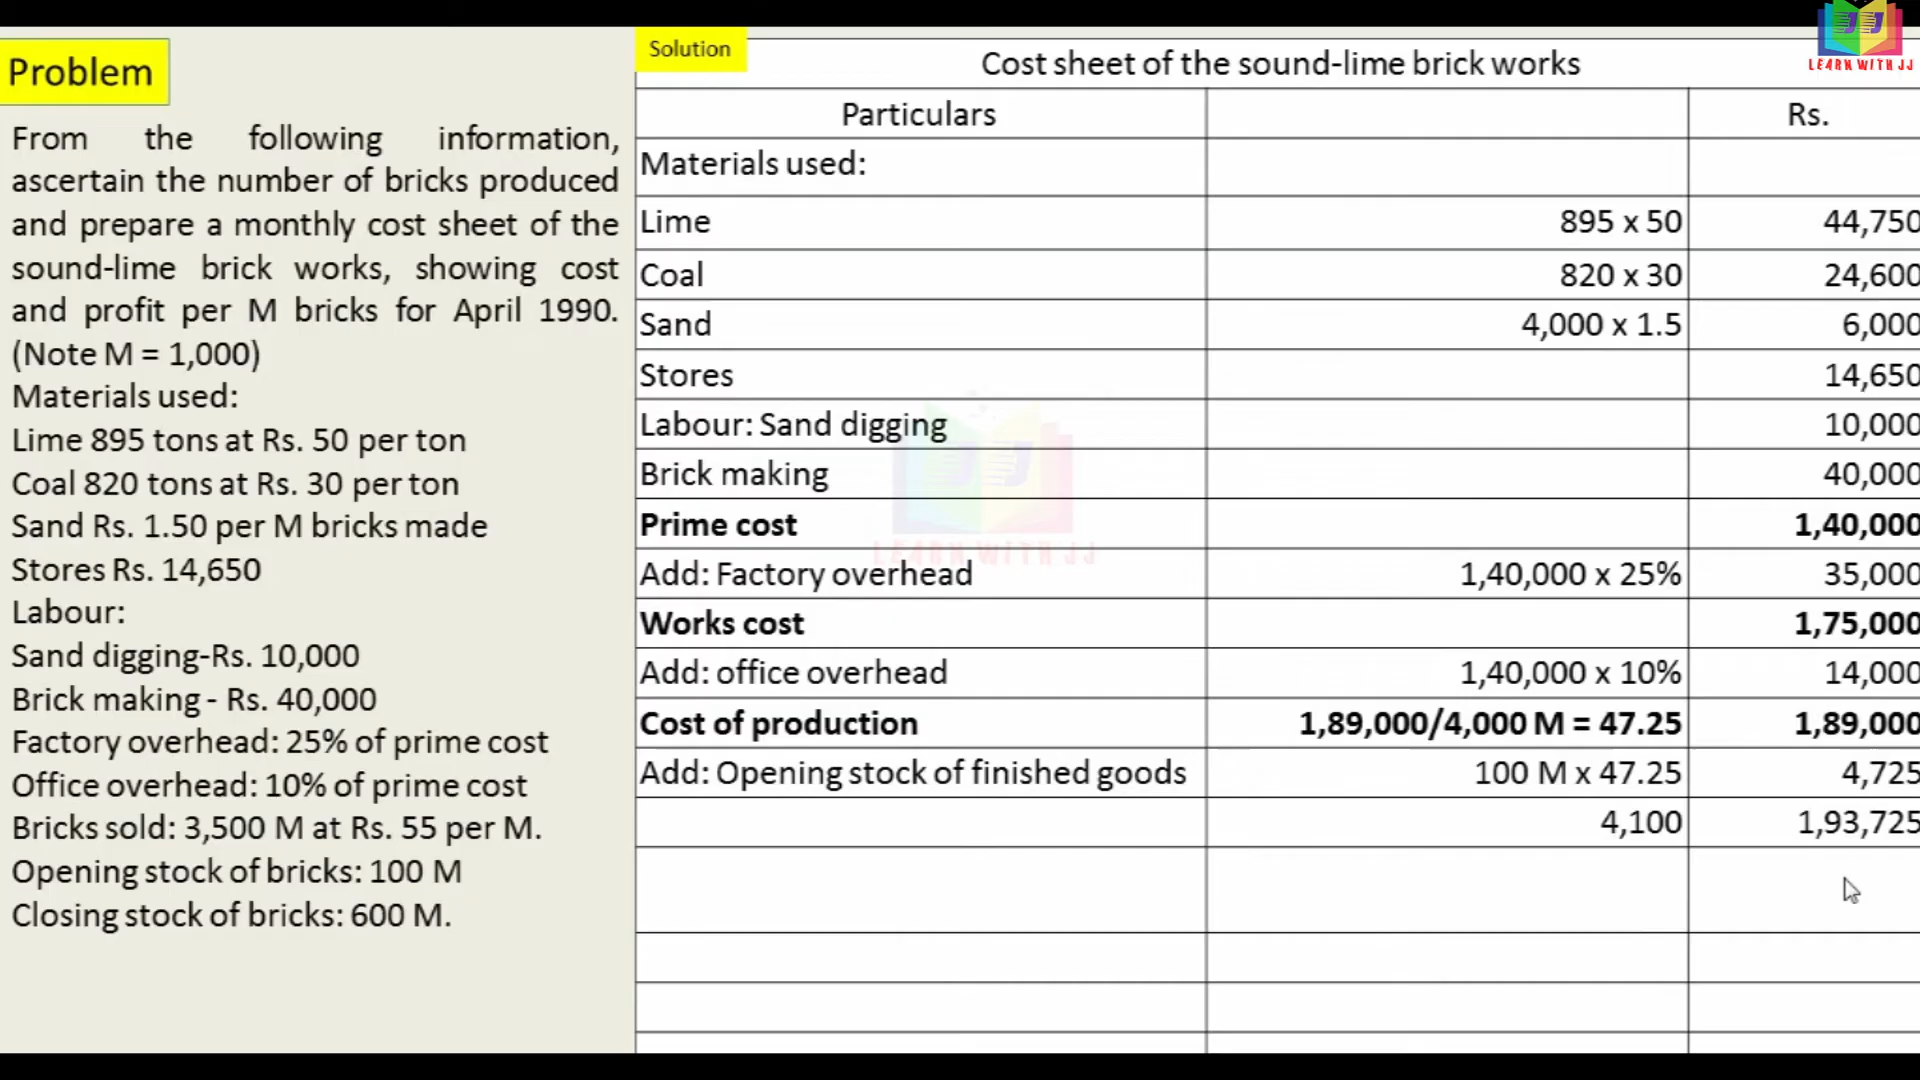 Problem
From the following information,
ascertain the number of bricks produced
and prepare a monthly cost sheet of the
sound-lime brick works, showing cost
and profit per M bricks for April 1990.
(Note M = 1,000)
Materials used:
Lime 895 tons at Rs. 50 per ton
Coal 820 tons at Rs. 30 per ton
Sand Rs. 1.50 per M bricks made
Stores Rs. 14,650
Labour:
Sand digging-Rs. 10,000
Brick making - Rs. 40,000
Factory overhead: 25% of prime cost
Office overhead: 10% of prime cost
Bricks sold: 3,500 M at Rs. 55 per M.
Opening stock of bricks: 100 M
Closing stock of bricks: 600 M.
Solution
Cost sheet of the sound-lime brick works
LEARN WITH JJ
Particulars Rs.
Materials used:
Lime 895 x 50 44,750
Coal 820 x 30 24,600
Sand 4,000 x 1.5 6,000
Stores 14,650
Labour: Sand digging 10,000
Brick making 40,000
Prime cost 1,40,000
LEARN WITH JJ
Add: Factory overhead 1,40,000 x 25% 35,000
Works cost 1,75,000
Add: office overhead 1,40,000 x 10% 14,000
Cost of production 1,89,000/4,000 M = 47.25 1,89,000
Add: Opening stock of finished goods 100 M x 47.25 4,725
4,100 1,93,725